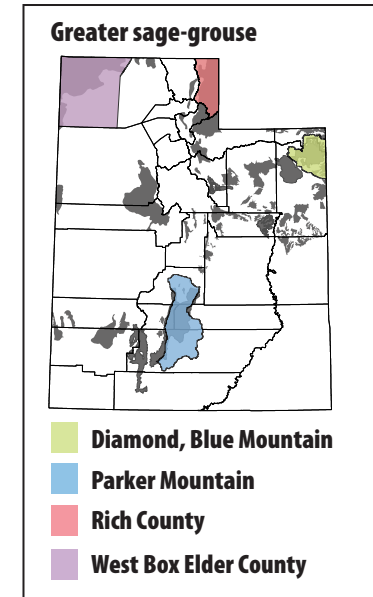 Greater sage-grouse
Diamond, Blue Mountain
Parker Mountain
Rich County
West Box Elder County